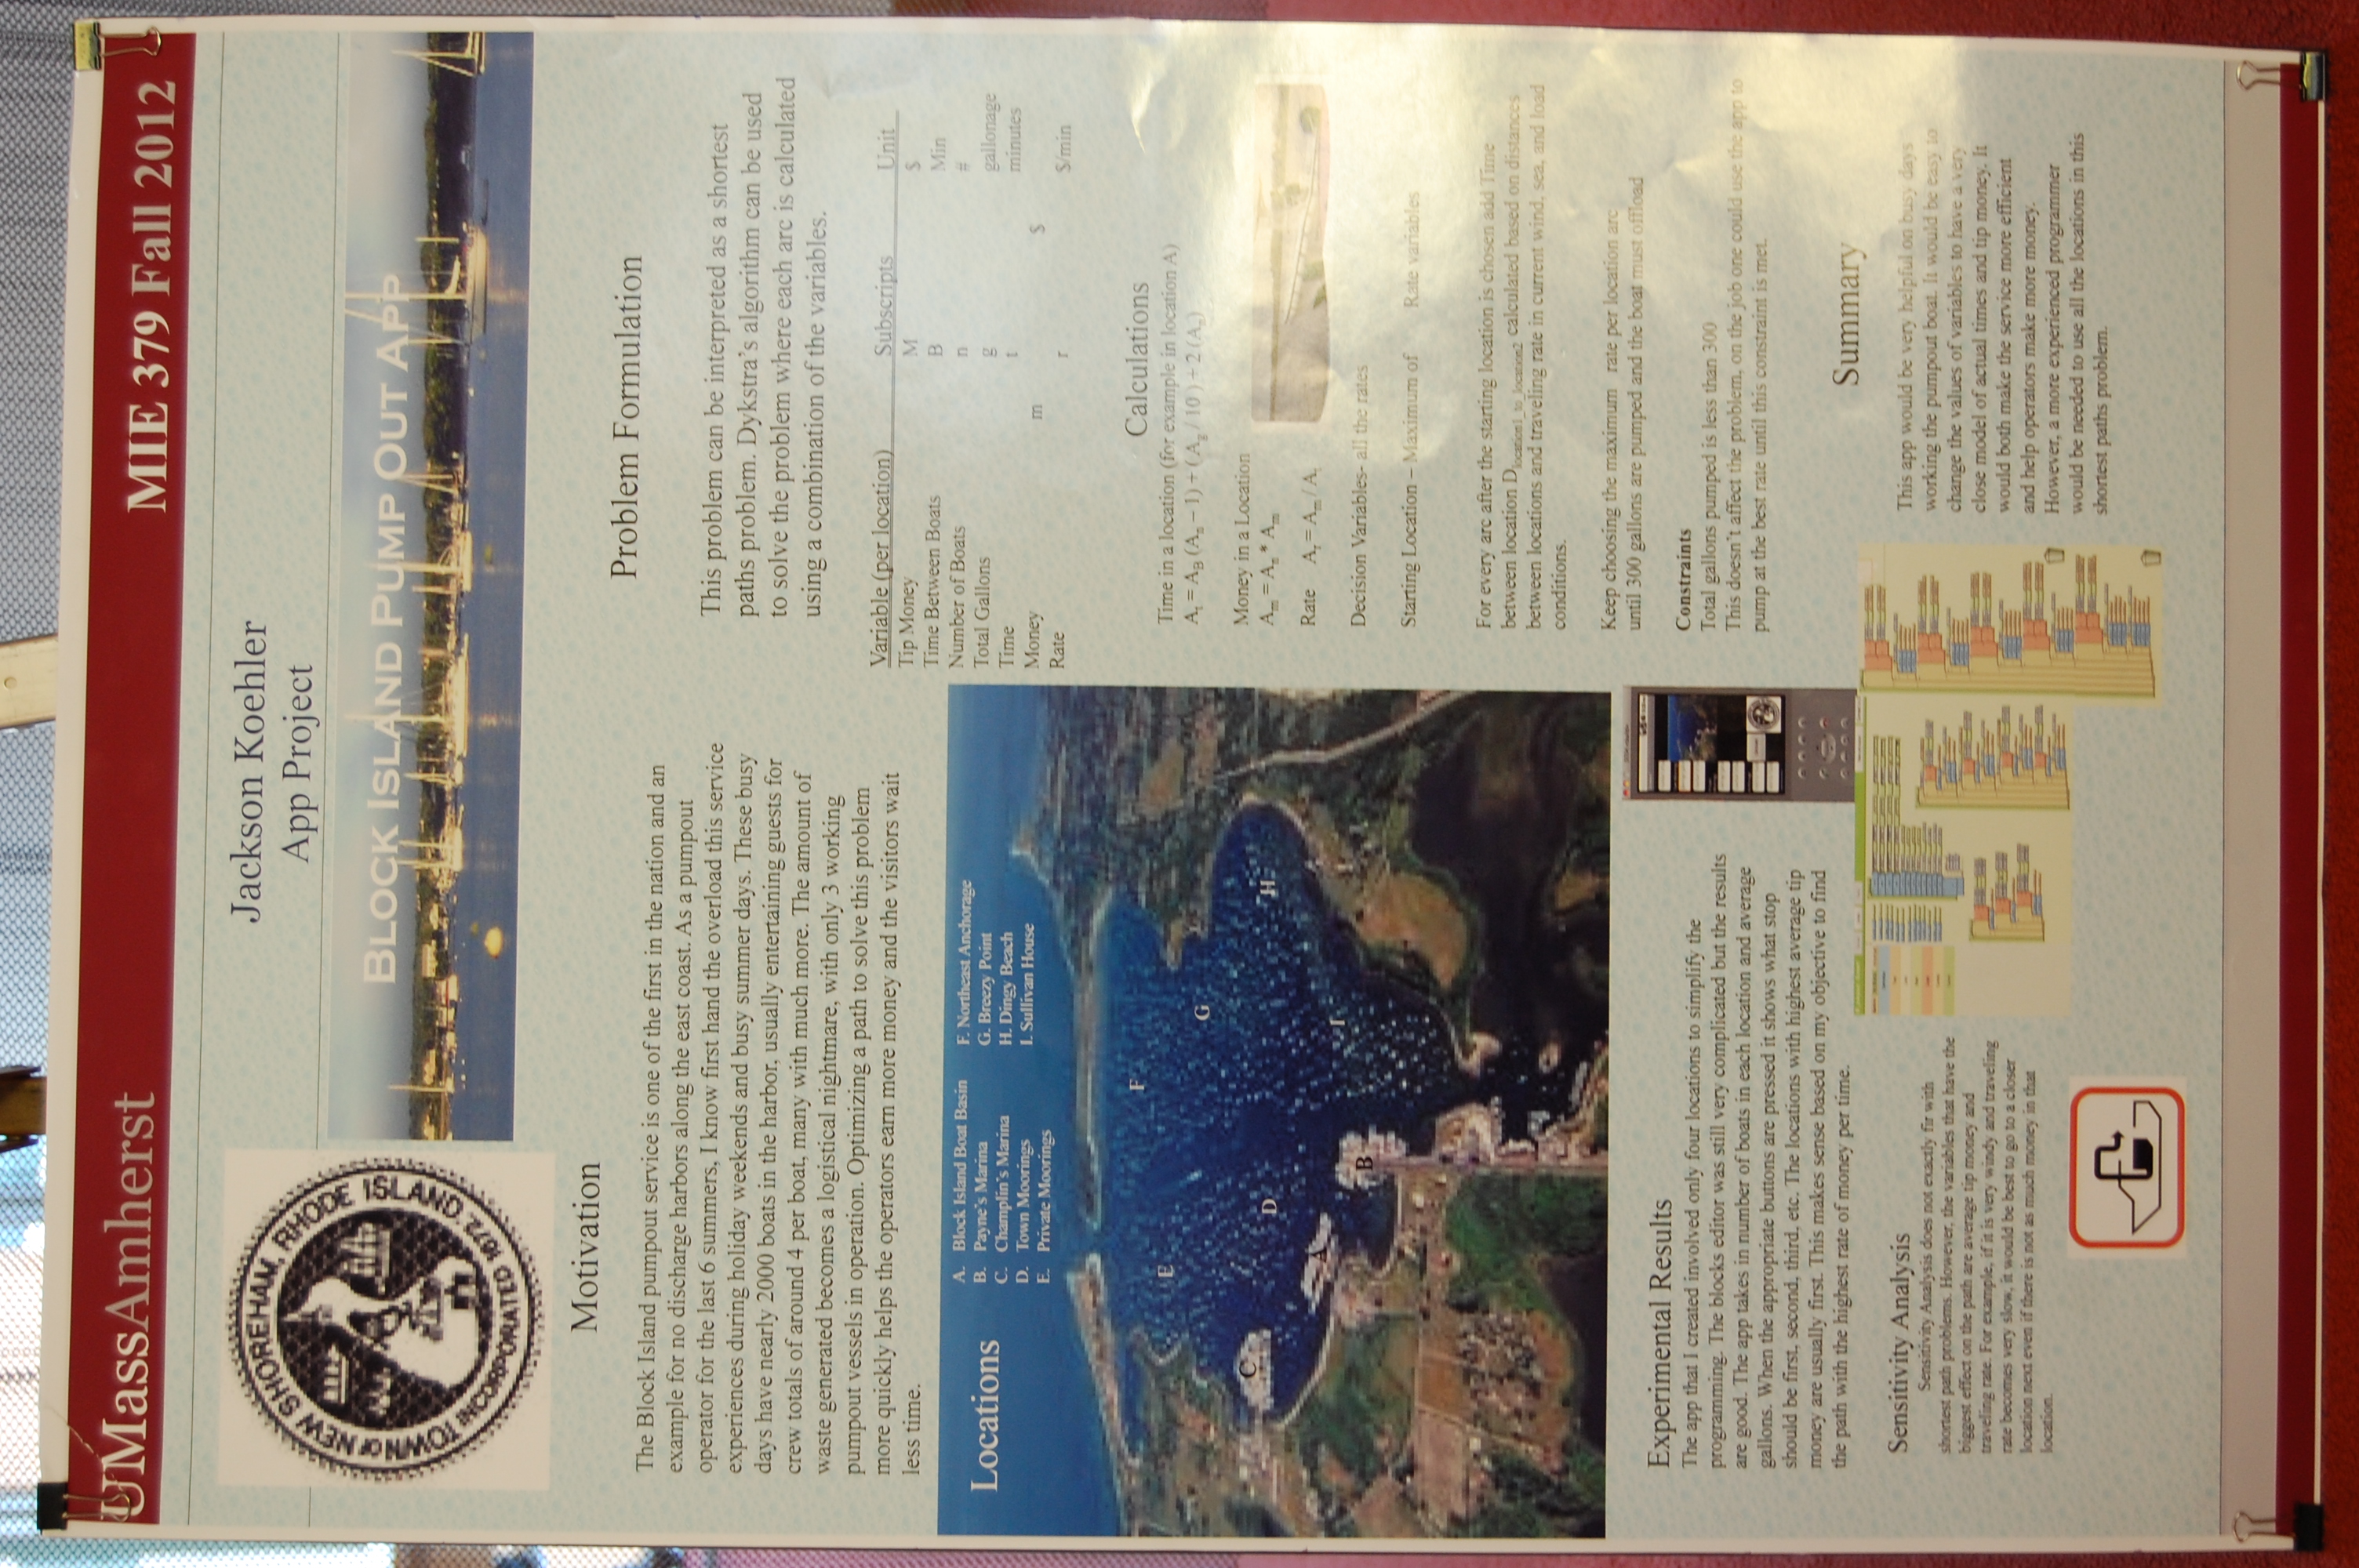 UMassAmherst
MIE 379 Fall 2012
Jackson Koehler
App Project
TOWN OF NEW SHOREHAM, RHODE ISLAND
INCORPORATED 1672
BLOCK ISLAND PUMP OUT APP
Motivation
The Block Island pumpout service is one of the first in the nation and an
example for no discharge harbors along the east coast. As a pumpout
operator for the last 6 summers, I know first hand the overload this service
experiences during holiday weekends and busy summer days. These busy
days have nearly 2000 boats in the harbor, usually entertaining guests for
crew totals of around 4 per boat, many with much more. The amount of
waste generated becomes a logistical nightmare, with only 3 working
pumpout vessels in operation. Optimizing a path to solve this problem
more quickly helps the operators earn more money and the visitors wait
less time.
Locations
A. Block Island Boat Basin
B. Payne's Marina
C. Champlin's Marina
D. Town Moorings
E. Private Moorings
F. Northeast Anchorage
G. Breezy Point
H. Dingy Beach
I. Sullivan House
F
E
G
C
D
H
A
I
B
Experimental Results
The app that I created involved only four locations to simplify the
programming. The blocks editor was still very complicated but the results
are good. The app takes in number of boats in each location and average
gallons. When the appropriate buttons are pressed it shows what stop
should be first, second, third, etc. The locations with highest average tip
money are usually first. This makes sense based on my objective to find
the path with the highest rate of money per time.
Sensitivity Analysis
Sensitivity Analysis does not exactly fir with
shortest path problems. However, the variables that have the
biggest effect on the path are average tip money and
traveling rate. For example, if it is very windy and traveling
rate becomes very slow, it would be best to go to a closer
location next even if there is not as much money in that
location.
Problem Formulation
This problem can be interpreted as a shortest
paths problem. Dykstra's algorithm can be used
to solve the problem where each arc is calculated
using a combination of the variables.
Variable (per location) Subscripts Unit
Tip Money M $
Time Between Boats B Min
Number of Boats n #
Total Gallons g gallonage
Time t minutes
Money m $
Rate r $/min
Calculations
Time in a location (for example in location A)
At = AB (An – 1) + ( Ag / 10 ) + 2 (An)
Money in a Location
Am = An * Am
Rate Ar = Am / At
Decision Variables- all the rates
Starting Location – Maximum of Rate variables
For every arc after the starting location is chosen add Time
between location Dlocation1_to_location2 calculated based on distances
between locations and traveling rate in current wind, sea, and load
conditions.
Keep choosing the maximum rate per location arc
until 300 gallons are pumped and the boat must offload
Constraints
Total gallons pumped is less than 300
This doesn't affect the problem, on the job one could use the app to
pump at the best rate until this constraint is met.
Summary
This app would be very helpful on busy days
working the pumpout boat. It would be easy to
change the values of variables to have a very
close model of actual times and tip money. It
would both make the service more efficient
and help operators make more money.
However, a more experienced programmer
would be needed to use all the locations in this
shortest paths problem.